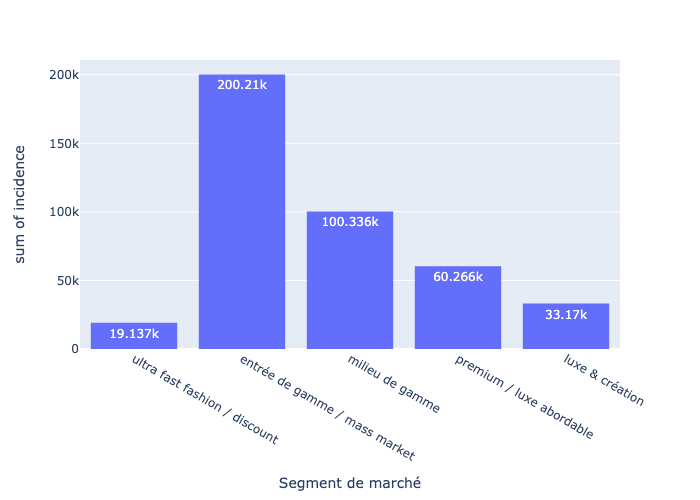 200k
150k
100k
50k
0
sum of incidence
19.137k
200.21k
100.336k
60.266k
33.17k
ultra fast fashion / discount
entrée de gamme / mass market
milieu de gamme
premium / luxe abordable
luxe & création
Segment de marché